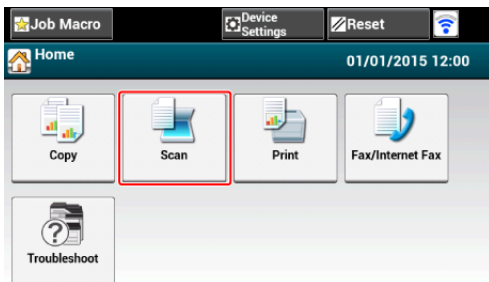 Job Macro
Device
Settings
Reset
Home
01/01/2015 12:00
Copy
Scan
Print
Fax/Internet Fax
Troubleshoot